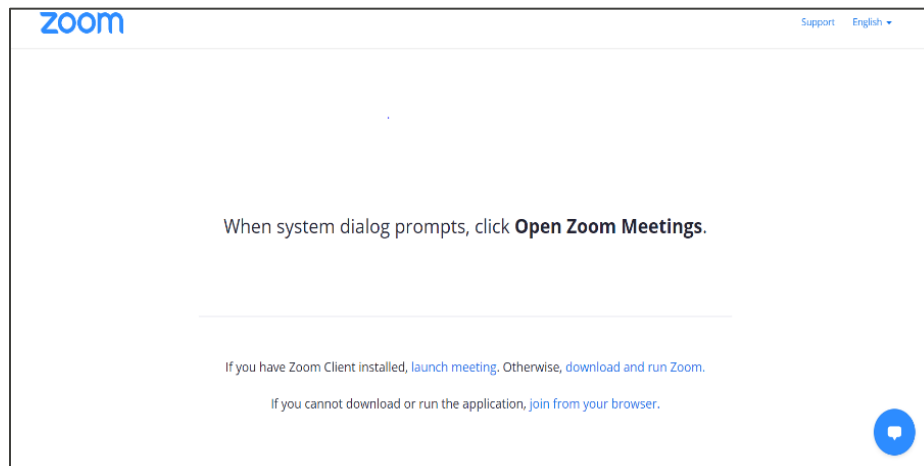 zoom
Support English
When system dialog prompts, click Open Zoom Meetings.
If you have Zoom Client installed, launch meeting. Otherwise, download and run Zoom.
If you cannot download or run the application, join from your browser.